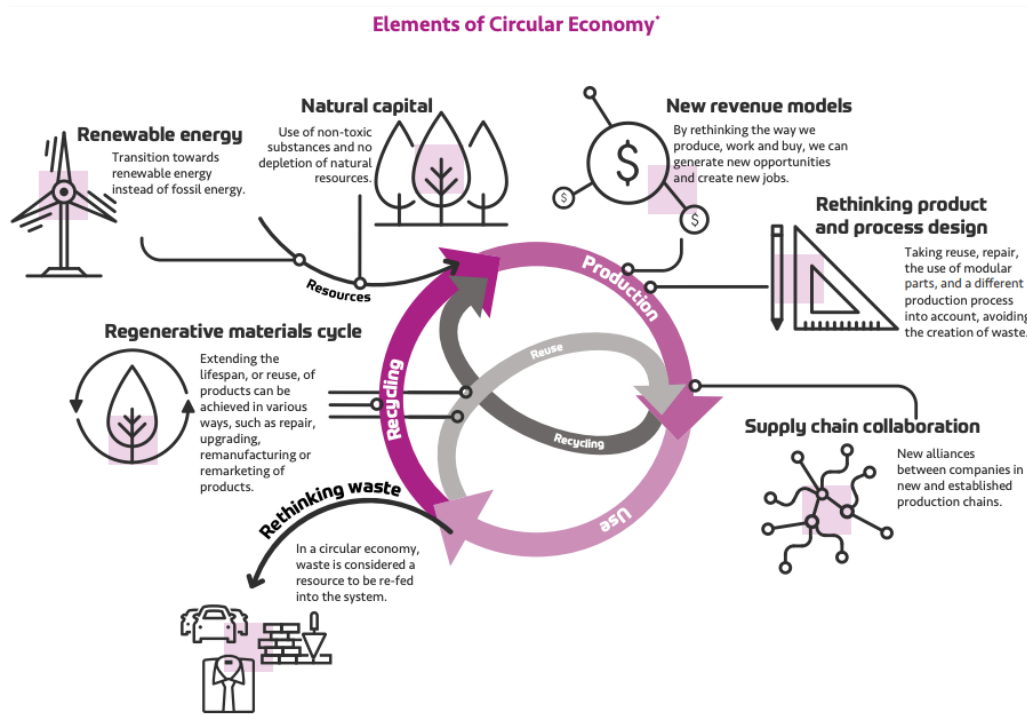 Elements of Circular Economy*
Natural capital
Use of non-toxic
substances and no
depletion of natural
resources.
New revenue models
By rethinking the way we
produce, work and buy, we can
generate new opportunities
and create new jobs.
$
$
$
Renewable energy
Transition towards
renewable energy
instead of fossil energy.
Rethinking product
and process design
Taking reuse, repair,
the use of modular
parts, and a different
production process
into account, avoiding
the creation of waste.
Resources
Production
Regenerative materials cycle
Extending the
lifespan, or reuse, of
products can be
achieved in various
ways, such as repair,
upgrading,
remanufacturing or
remarketing of
products.
Recycling
Reuse
Recycling
Use
Supply chain collaboration
New alliances
between companies in
new and established
production chains.
Rethinking waste
In a circular economy,
waste is considered a
resource to be re-fed
into the system.